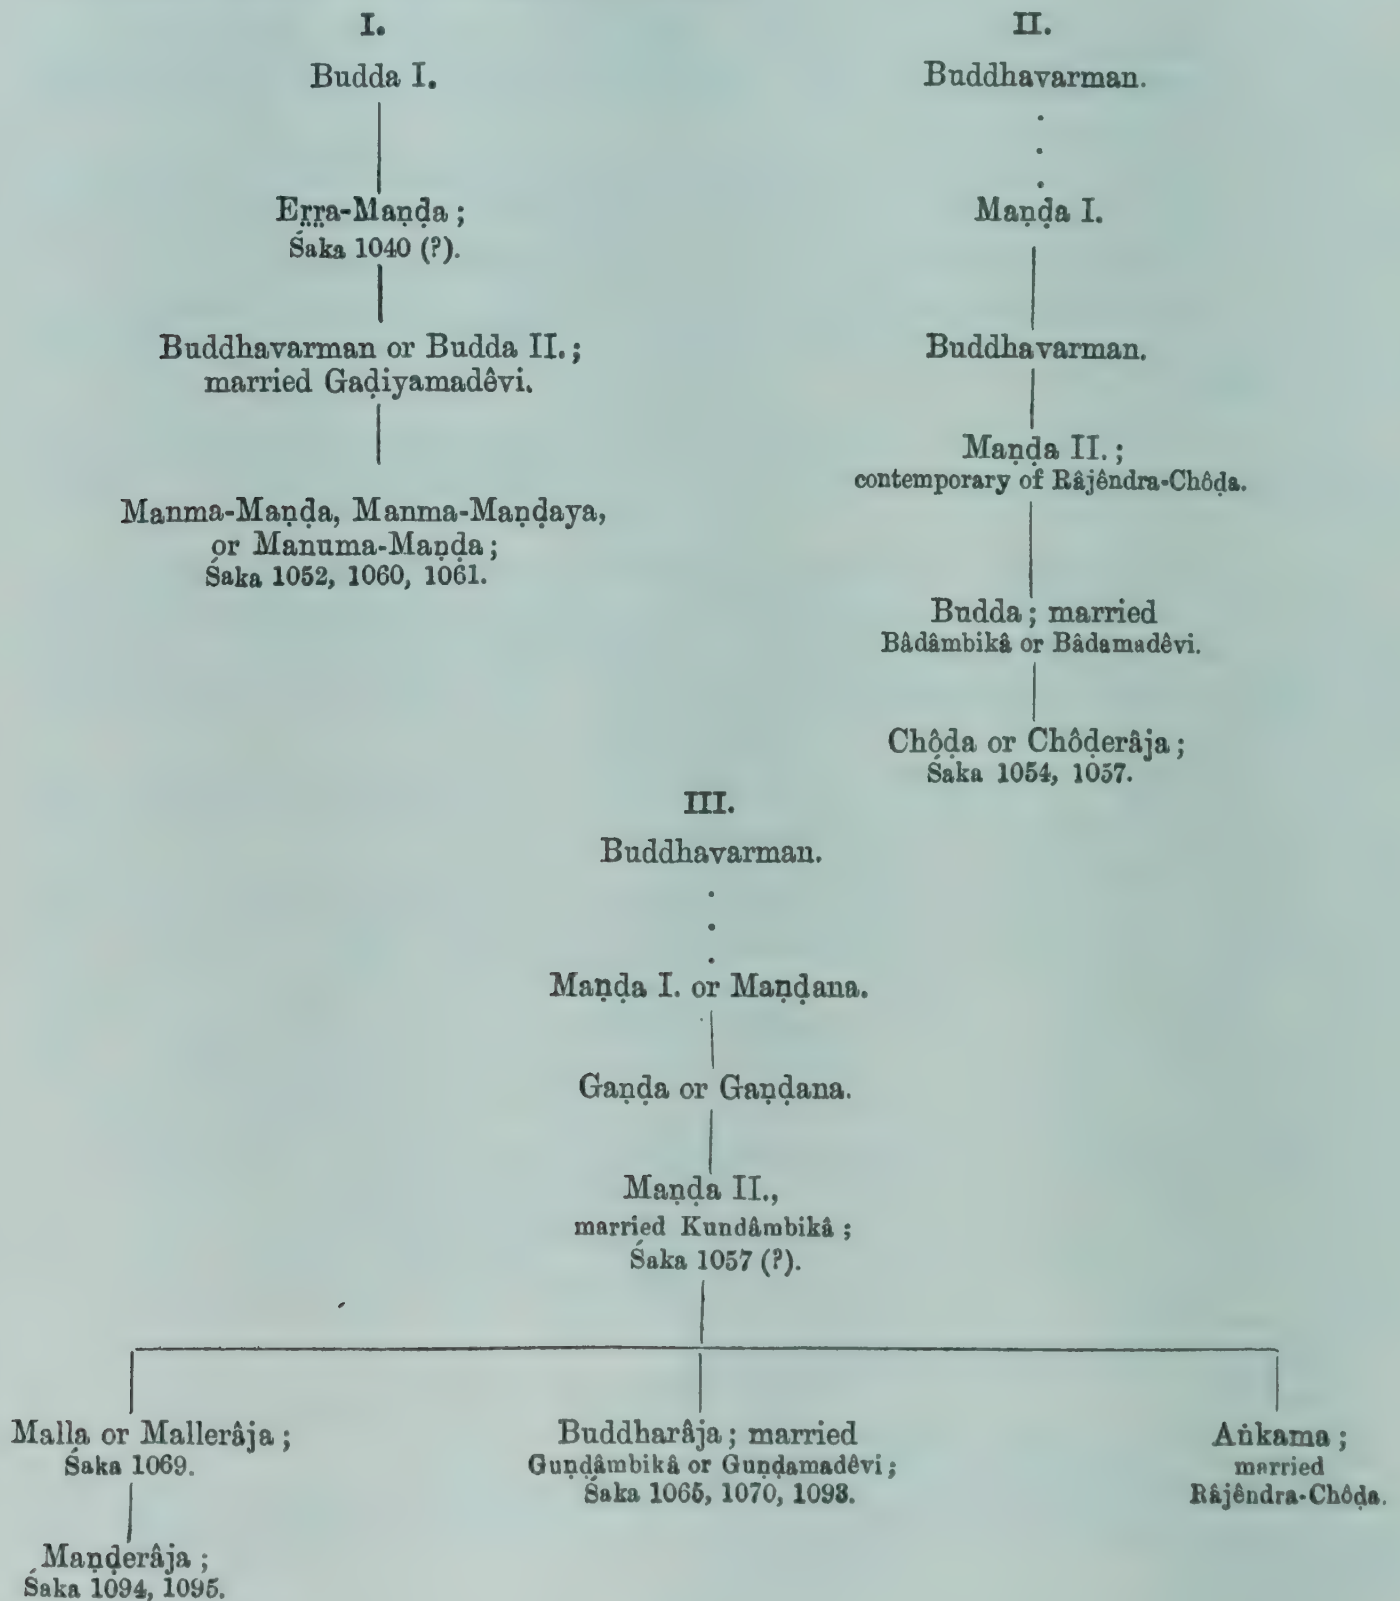 I.
Budda I.
Eṟṟa-Maṇḍa ;
Śaka 1040 (?).
Buddhavarman or Budda II. ;
married Gaḍiyamadêvi.
Manma-Maṇḍa, Manma-Maṇḍaya,
or Manuma-Maṇḍa ;
Śaka 1052, 1060, 1061.
II.
Buddhavarman.
Maṇḍa I.
Buddhavarman.
Maṇḍa II. ;
contemporary of Râjêndra-Chôḍa.
Budda ; married
Bâdâmbikâ or Bâdamadêvi.
Chôḍa or Chôḍerâja ;
Śaka 1054, 1057.
III.
Buddhavarman.
Maṇḍa I. or Maṇḍana.
Gaṇḍa or Gaṇḍana.
Maṇḍa II.,
married Kundâmbikâ ;
Śaka 1057 (?).
Malla or Mallerâja ;
Śaka 1069.
Maṇḍerâja ;
Śaka 1094, 1095.
Buddharâja ; married
Guṇḍâmbikâ or Guṇḍamadêvi ;
Śaka 1065, 1070, 1093.
Aṅkama ;
married
Râjêndra-Chôḍa.